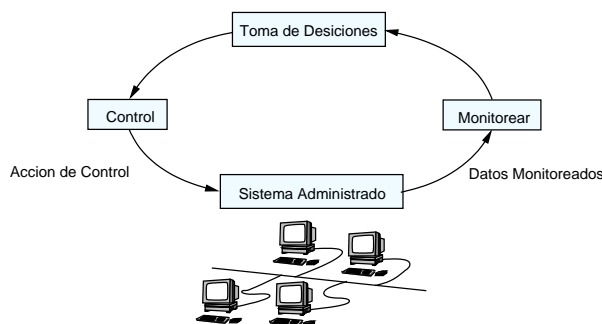 Toma de Desiciones
Control
Monitorear
Accion de Control
Datos Monitoreados
Sistema Administrado